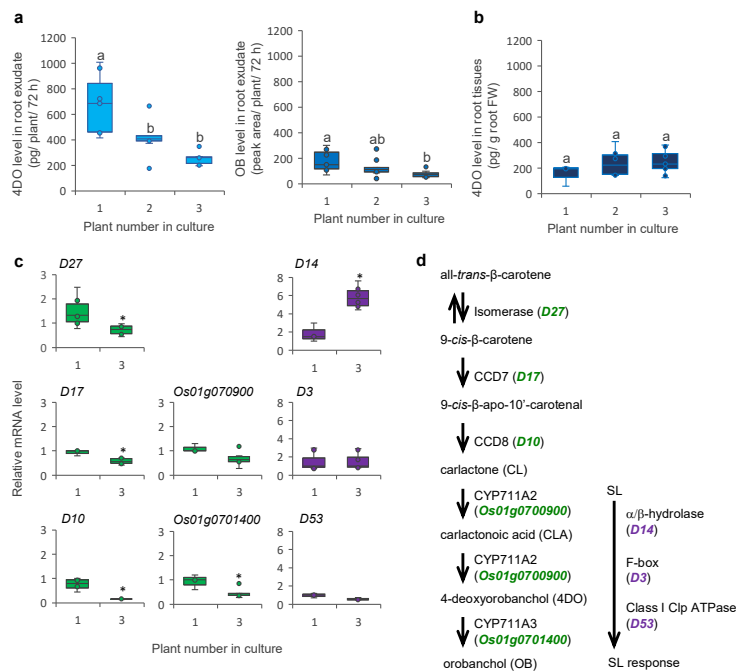 a
4DO level in root exudate
(pg/ plant/ 72 h)
1200
1000
800
600
400
200
0
a
b
b
1 2 3
Plant number in culture
OB level in root exudate
(peak area/ plant/ 72 h)
1200
1000
800
600
400
200
0
a
ab
b
1 2 3
Plant number in culture
b
4DO level in root tissues
(pg/ g root FW)
1200
1000
800
600
400
200
0
a
a
a
1 2 3
Plant number in culture
c
Relative mRNA level
D27
3
2
1
0
*
1 3
D14
8
6
4
2
0
*
1 3
D17
3
2
1
0
*
1 3
Os01g070900
3
2
1
0
1 3
D3
8
6
4
2
0
1 3
D10
3
2
1
0
*
1 3
Os01g0701400
3
2
1
0
*
1 3
D53
8
6
4
2
0
1 3
Plant number in culture
d
all-trans-β-carotene
Isomerase (D27)
9-cis-β-carotene
CCD7 (D17)
9-cis-β-apo-10’-carotenal
CCD8 (D10)
carlactone (CL)
CYP711A2
(Os01g0700900)
carlactonoic acid (CLA)
CYP711A2
(Os01g0700900)
4-deoxyorobanchol (4DO)
CYP711A3
(Os01g0701400)
orobanchol (OB)
SL
α/β-hydrolase
(D14)
F-box
(D3)
Class I Clp ATPase
(D53)
SL response